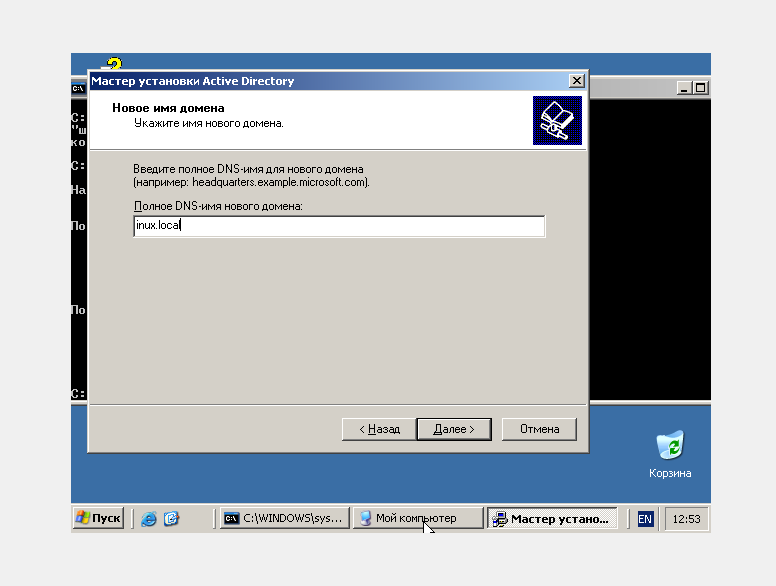 Мастер установки Active Directory
C:\
Новое имя домена
Укажите имя нового домена.
C:
"ш
ко
C:
На
По
По
C:
Введите полное DNS-имя для нового домена
(например: headquarters.example.microsoft.com).
Полное DNS-имя нового домена:
inux.local
< Назад
Далее >
Отмена
Корзина
Пуск
C:\WINDOWS\sys...
Мой компьютер
Мастер устано...
EN
12:53